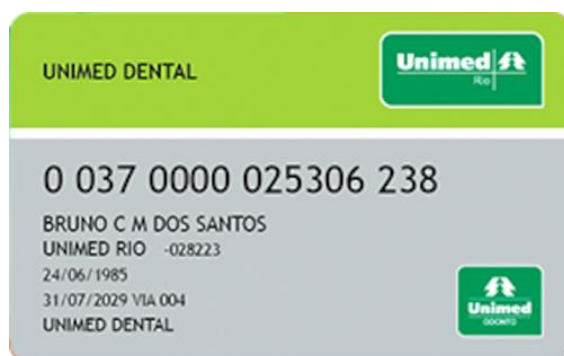 UNIMED DENTAL
Unimed
Rio
0 037 0000 025306 238
BRUNO C M DOS SANTOS
UNIMED RIO -028223
24/06/1985
31/07/2029 VIA 004
UNIMED DENTAL
Unimed
ODONTO